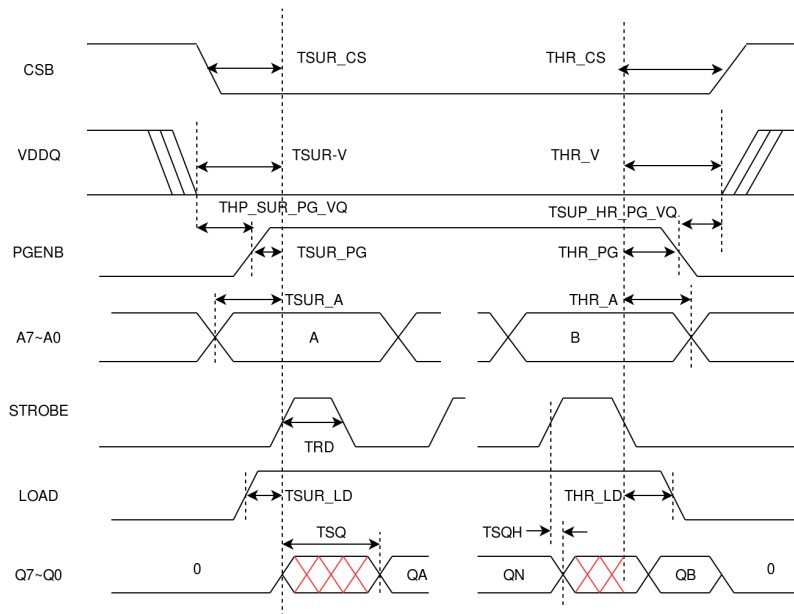 CSB
TSUR_CS
THR_CS
VDDQ
TSUR-V
THR_V
THP_SUR_PG_VQ
TSUP_HR_PG_VQ
PGENB
TSUR_PG
THR_PG
TSUR_A
THR_A
A7~A0
A
B
STROBE
TRD
LOAD
TSUR_LD
THR_LD
TSQ
TSQH
Q7~Q0
0
QA
QN
QB
0